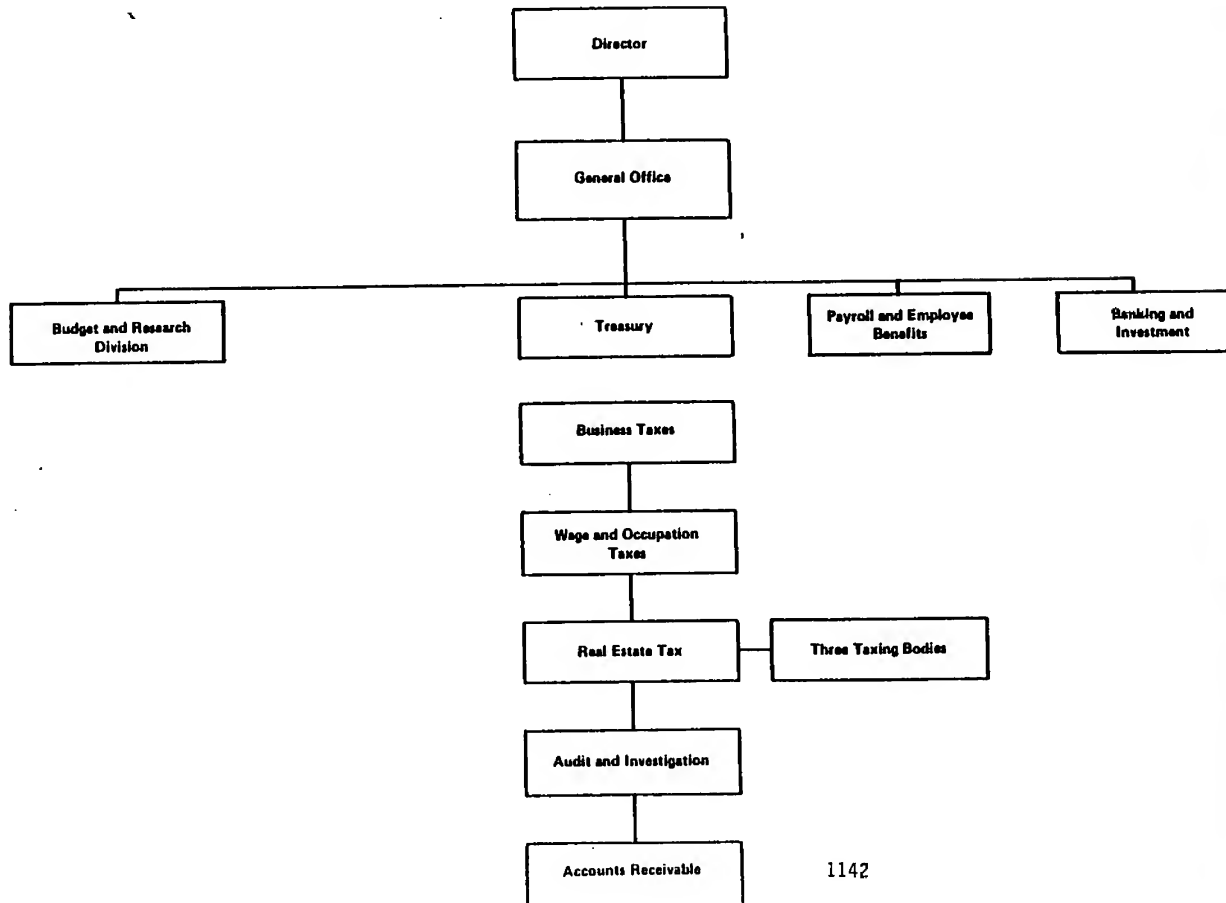 Director
General Office
Budget and Research
Division
Treasury
Payroll and Employee
Benefits
Banking and
Investment
Business Taxes
Wage and Occupation
Taxes
Real Estate Tax
Three Taxing Bodies
Audit and Investigation
Accounts Receivable
1142